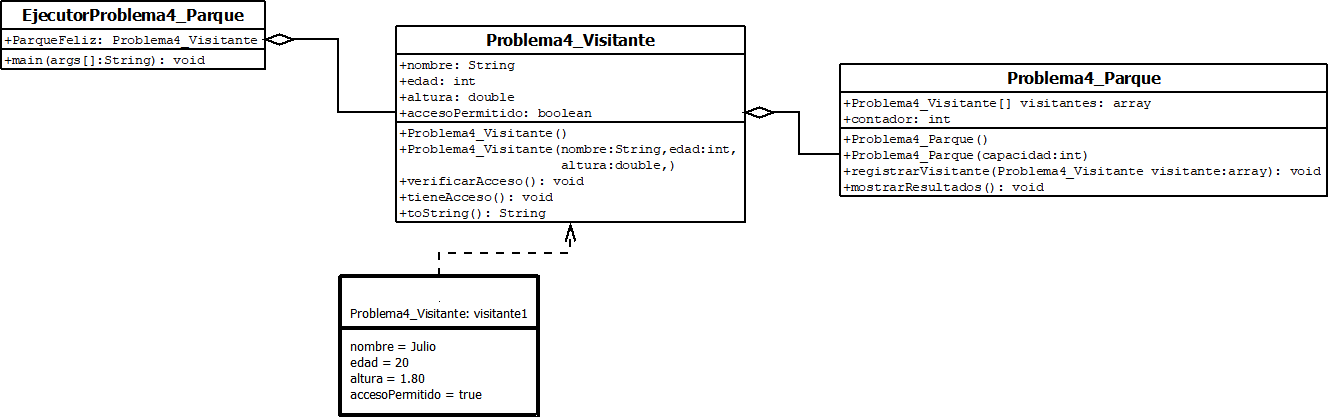 EjecutorProblema4_Parque
+ParqueFeliz: Problema4_Visitante
+main(args[]:String): void
Problema4_Visitante
+nombre: String
+edad: int
+altura: double
+accesoPermitido: boolean
+Problema4_Visitante()
+Problema4_Visitante(nombre:String,edad:int,
altura:double,)
+verificarAcceso(): void
+tieneAcceso(): void
+toString(): String
Problema4_Parque
+Problema4_Visitante[] visitantes: array
+contador: int
+Problema4_Parque()
+Problema4_Parque(capacidad:int)
+registrarVisitante(Problema4_Visitante visitante:array): void
+mostrarResultados(): void
Problema4_Visitante: visitante1
nombre = Julio
edad = 20
altura = 1.80
accesoPermitido = true